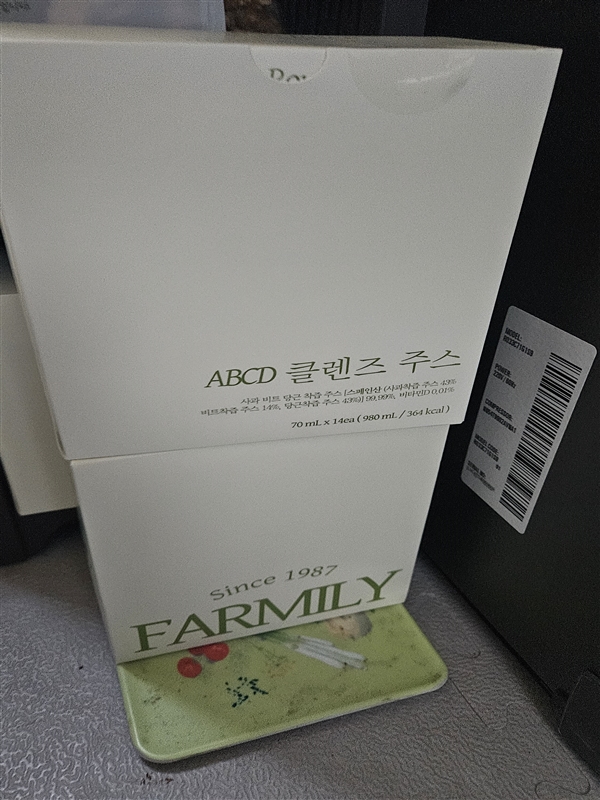 ABCD 클렌즈 주스
사과 비트 당근 착즙 주스 [스페인산 (사과착즙 주스 43%
비트착즙 주스 14%, 당근착즙 주스 43%)] 99.99%, 비타민D 0.01%
70 mL x 14ea ( 980 mL / 364 kcal )
Since 1987
FARMILY
MODEL:
POWER:
COMPRESSOR: